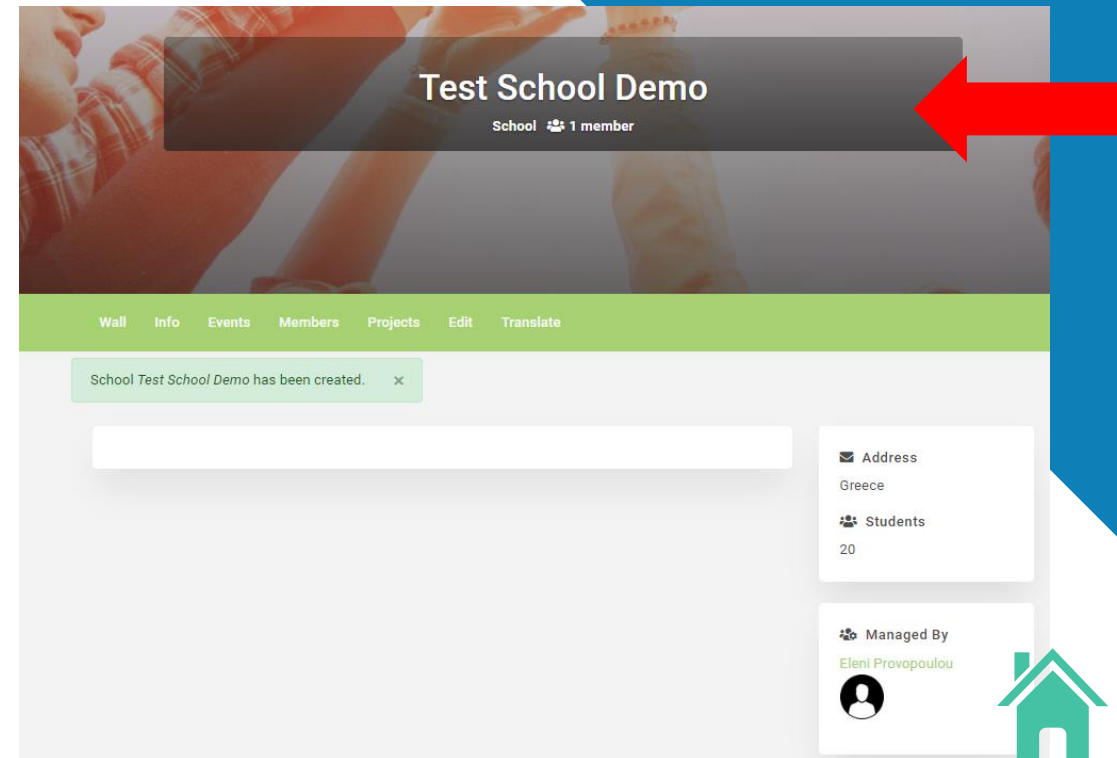 Test School Demo
School 1 member
Wall Info Events Members Projects Edit Translate
School Test School Demo has been created. ×
Address
Greece
Students
20
Managed By
Eleni Provopoulou